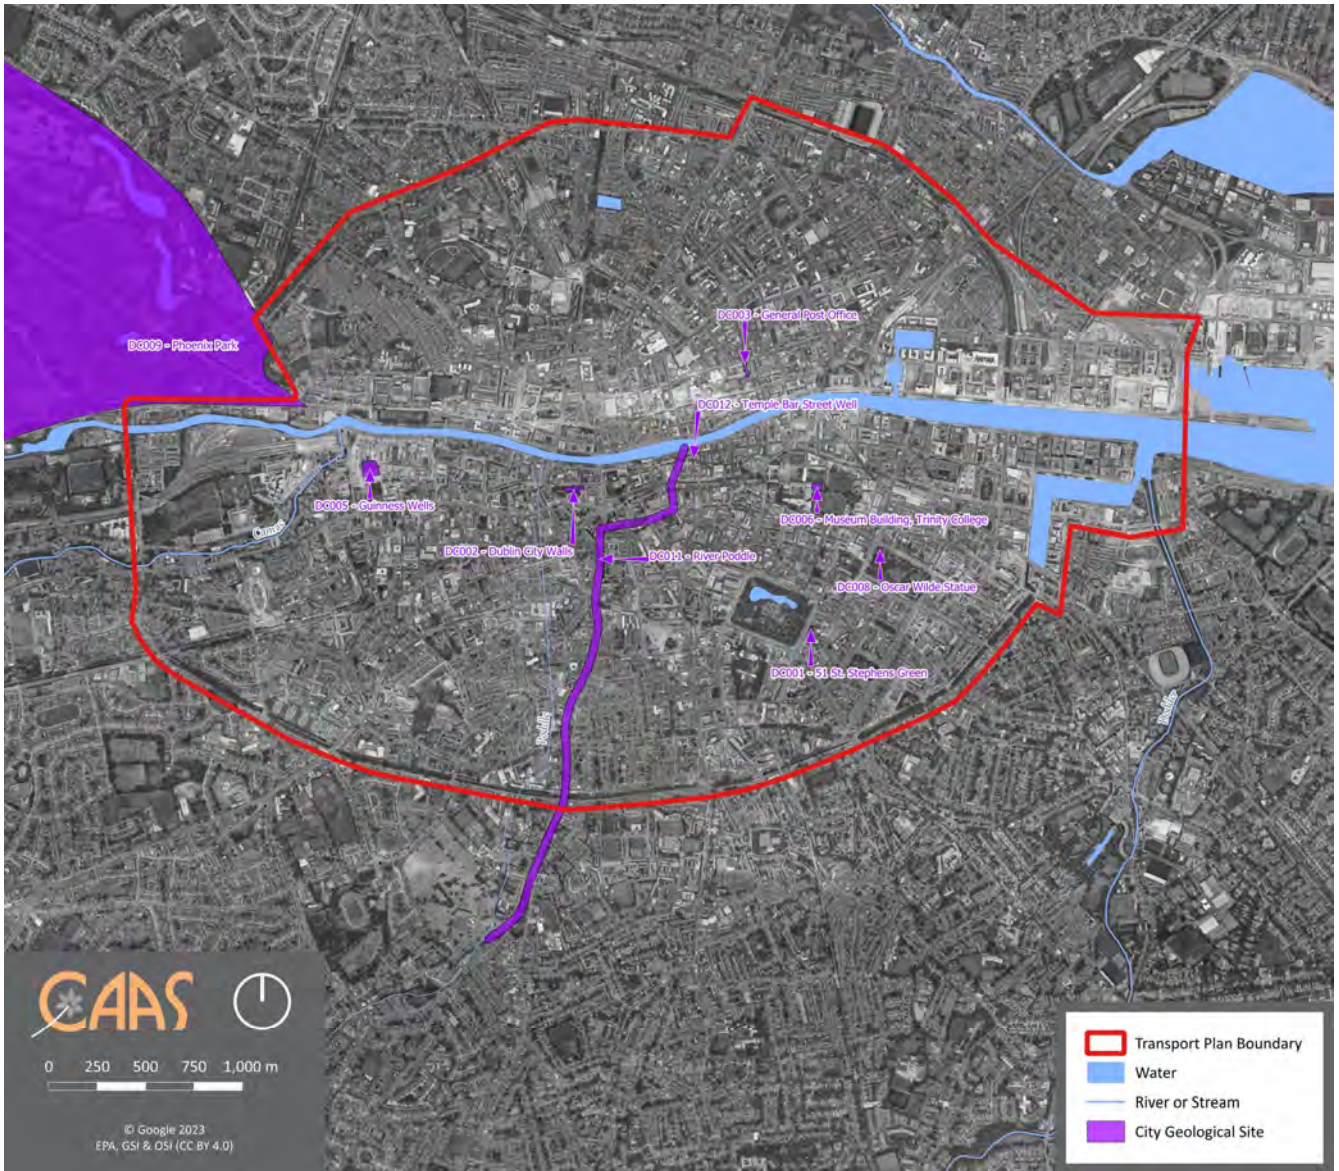 DC003 - General Post Office
DC009 - Phoenix Park
DC012 - Temple Bar Street Well
DC005 - Guinness Wells
DC006 - Museum Building, Trinity College
Camac
DC002 - Dublin City Walls
DC011 - River Poddle
DC008 - Oscar Wilde Statue
DC001 - 51 St. Stephens Green
Poddle
Dodder
CAAS
0 250 500 750 1,000 m
© Google 2023
EPA, GSI & OSI (CC BY 4.0)
Transport Plan Boundary
Water
River or Stream
City Geological Site